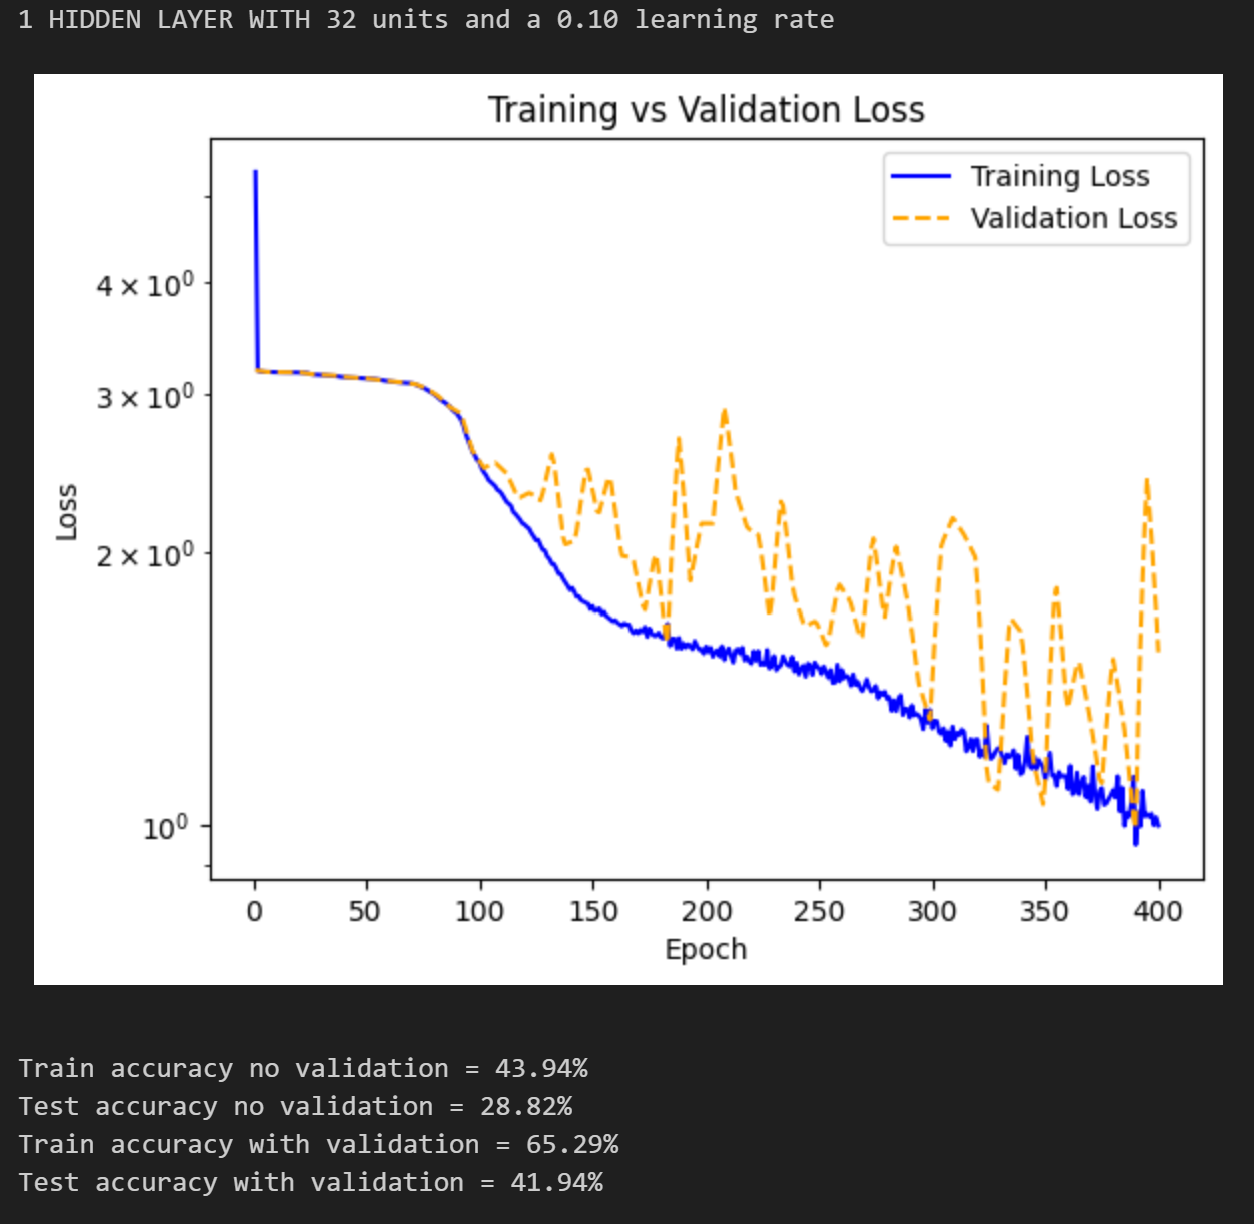 1 HIDDEN LAYER WITH 32 units and a 0.10 learning rate
Training vs Validation Loss
Training Loss
Validation Loss
4 × 10⁰
3 × 10⁰
2 × 10⁰
10⁰
Loss
0 50 100 150 200 250 300 350 400
Epoch
Train accuracy no validation = 43.94%
Test accuracy no validation = 28.82%
Train accuracy with validation = 65.29%
Test accuracy with validation = 41.94%